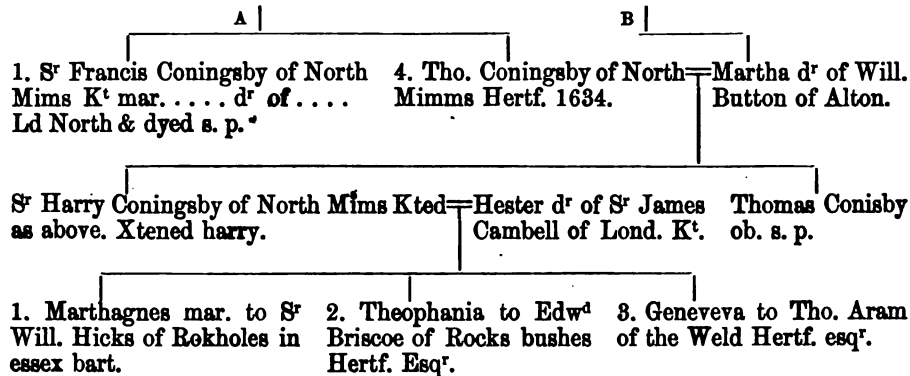 A B
1. Sʳ Francis Coningsby of North
Mims Kᵗ mar. . . . . . dʳ of . . . .
Ld North & dyed s. p.
4. Tho. Coningsby of North
Mimms Hertf. 1634.
Martha dʳ of Will.
Button of Alton.
Sʳ Harry Coningsby of North Mims Kted
as above. Xtened harry.
Hester dʳ of Sʳ James
Cambell of Lond. Kᵗ.
Thomas Conisby
ob. s. p.
1. Marthagnes mar. to Sʳ
Will. Hicks of Rokholes in
essex bart.
2. Theophania to Edwᵈ
Briscoe of Rocks bushes
Hertf. Esqʳ.
3. Geneveva to Tho. Aram
of the Weld Hertf. esqʳ.